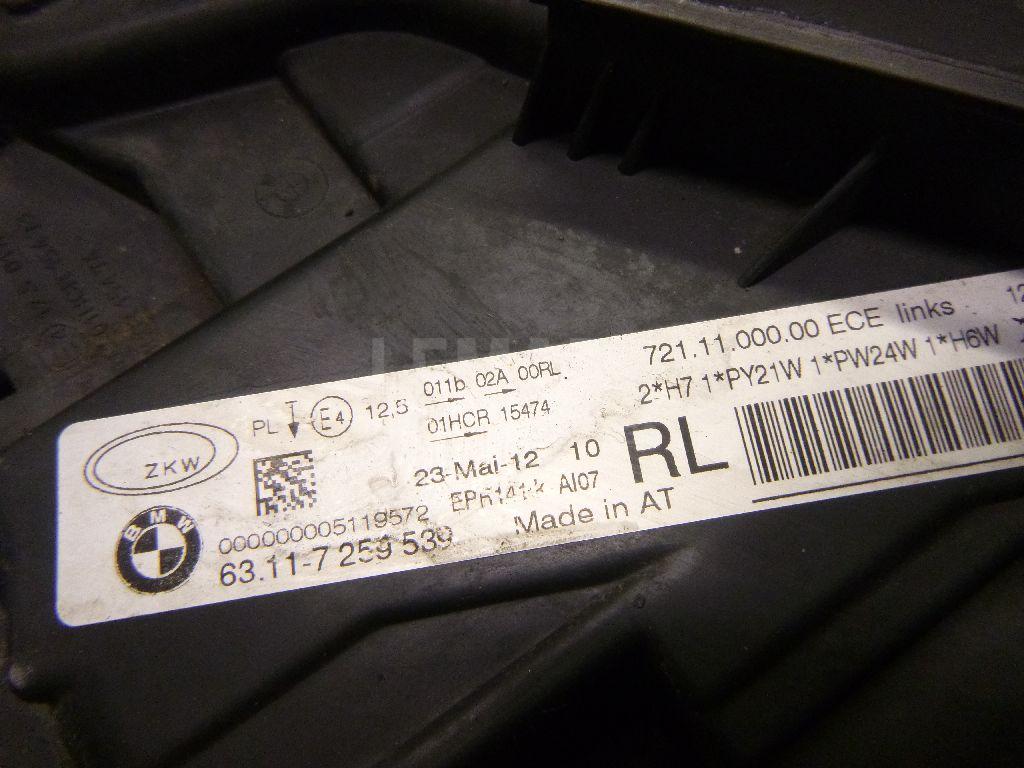 ZKW
PL T E4 12,5
011b 02A 00RL.
01HCR 15474
721.11.000.00 ECE links
2*H7 1*PY21W 1*PW24W 1*H6W
12
23-Mai-12 10
RL
AI07
000000005119572
BMW
63.11-7 259 539
Made in AT